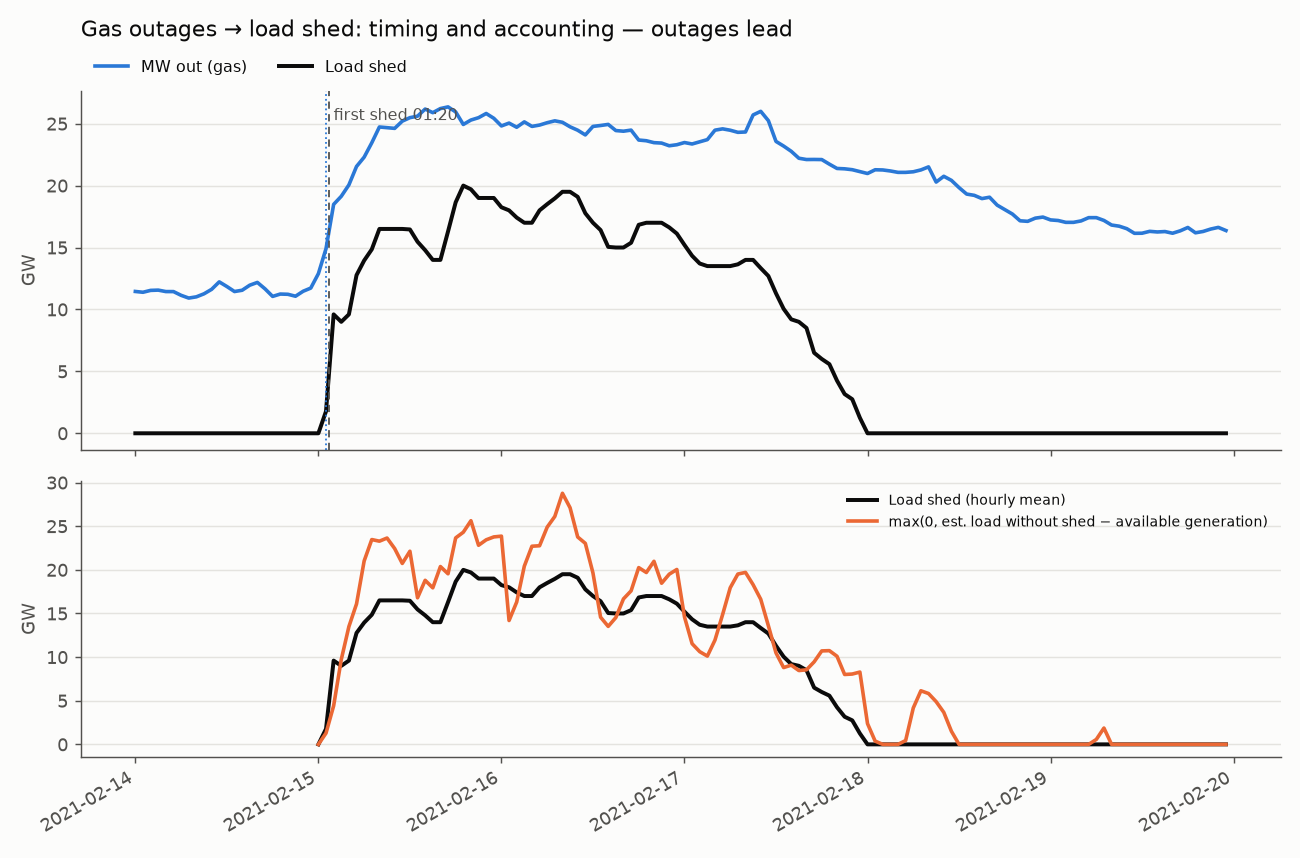 Gas outages → load shed: timing and accounting — outages lead
MW out (gas)
Load shed
first shed 01:20
GW
25
20
15
10
5
0
Load shed (hourly mean)
max(0, est. load without shed − available generation)
GW
30
25
20
15
10
5
0
2021-02-14
2021-02-15
2021-02-16
2021-02-17
2021-02-18
2021-02-19
2021-02-20